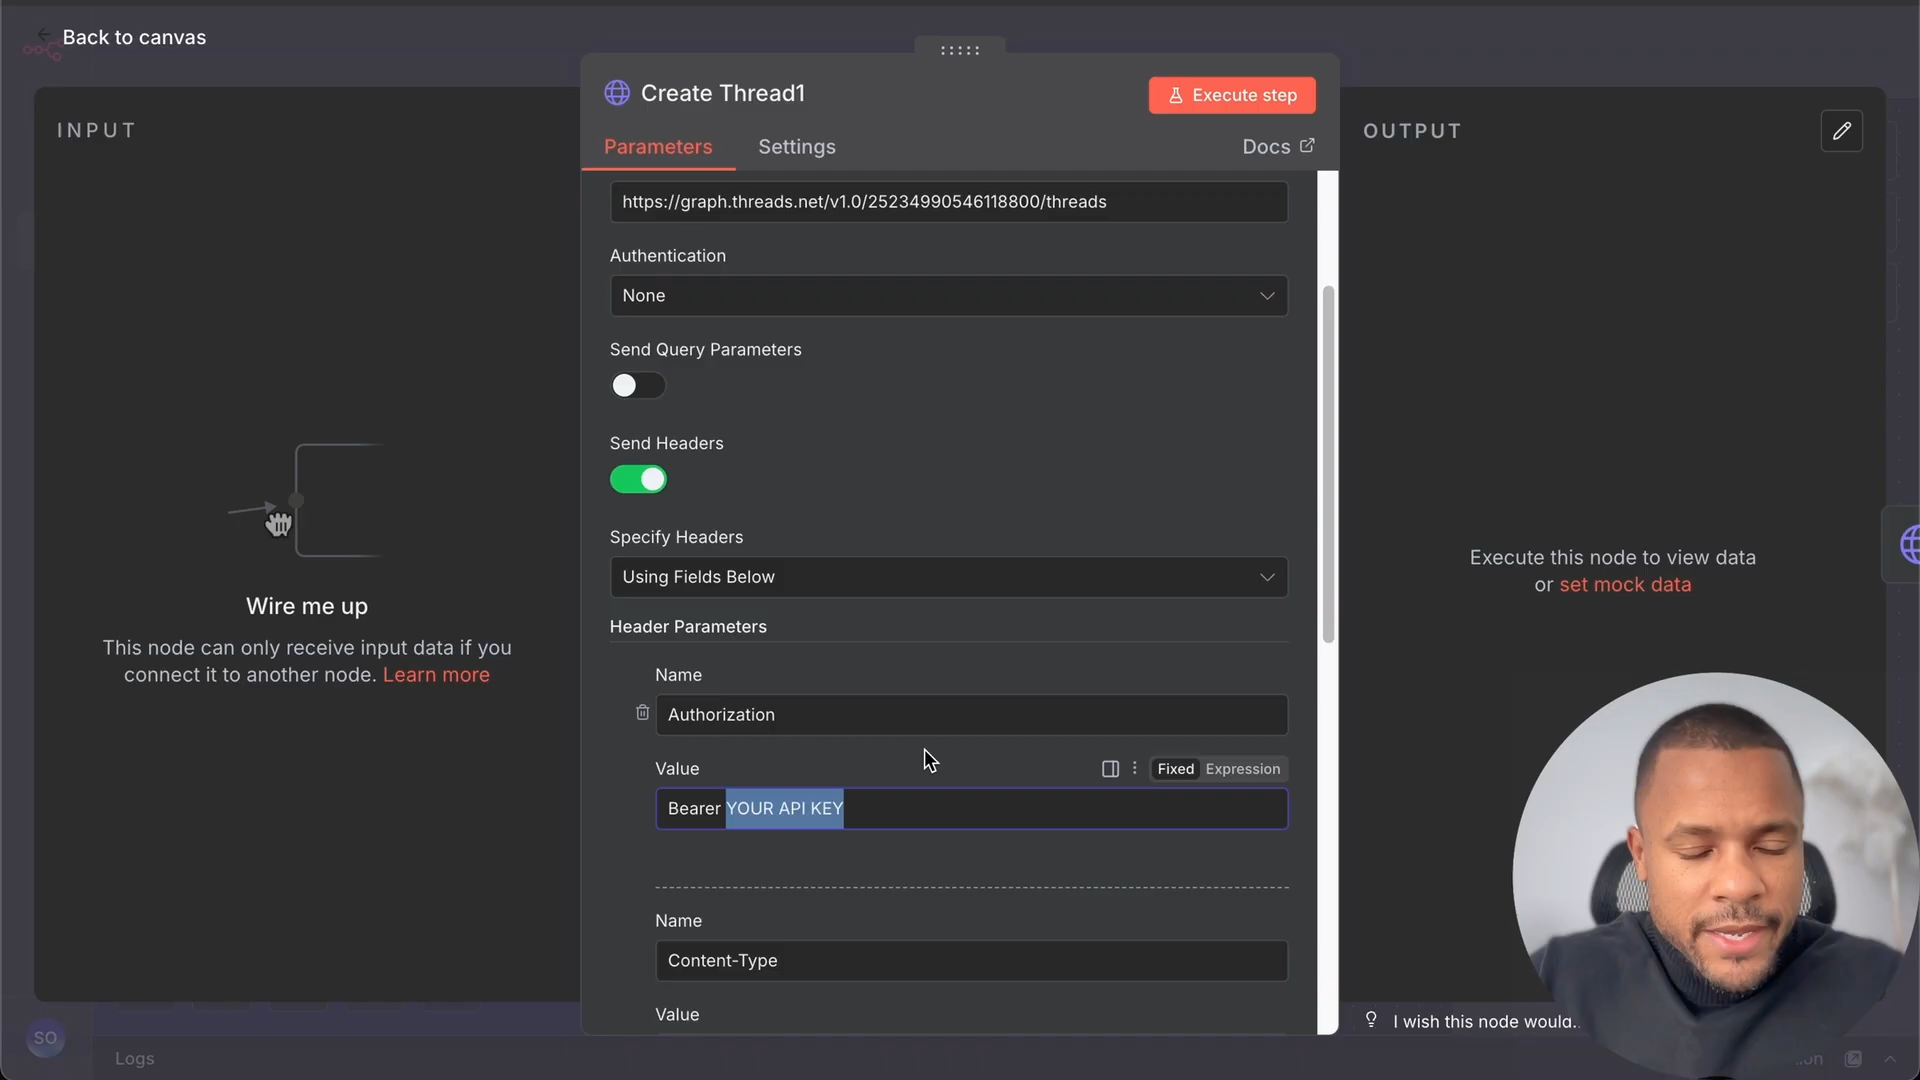 Back to canvas
INPUT
Wire me up
This node can only receive input data if you
connect it to another node. Learn more
Create Thread1
Execute step
Parameters
Settings
Docs
https://graph.threads.net/v1.0/25234990546118800/threads
Authentication
None
Send Query Parameters
Send Headers
Specify Headers
Using Fields Below
Header Parameters
Name
Authorization
Value
Fixed
Expression
Bearer YOUR API KEY
Name
Content-Type
Value
OUTPUT
Execute this node to view data
or set mock data
I wish this node would..
SO
Logs